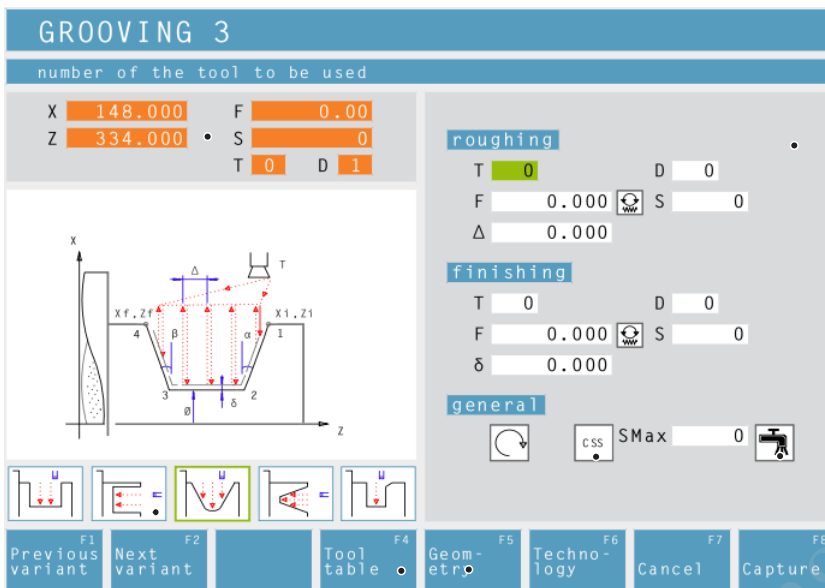 GROOVING 3
number of the tool to be used
X 148.000 F 0.00
Z 334.000 S 0
T 0 D 1
roughing
T 0 D 0
F 0.000 S 0
Δ 0.000
finishing
T 0 D 0
F 0.000 S 0
δ 0.000
general
CSS SMax 0
X
Δ T
Xf,Zf Xi,Zi
4 β α 1
3 2
Ø δ
Z
F1 F2 F4 F5 F6 F7 F8
Previous Next Tool Geom- Techno-
variant variant table etry logy Cancel Capture